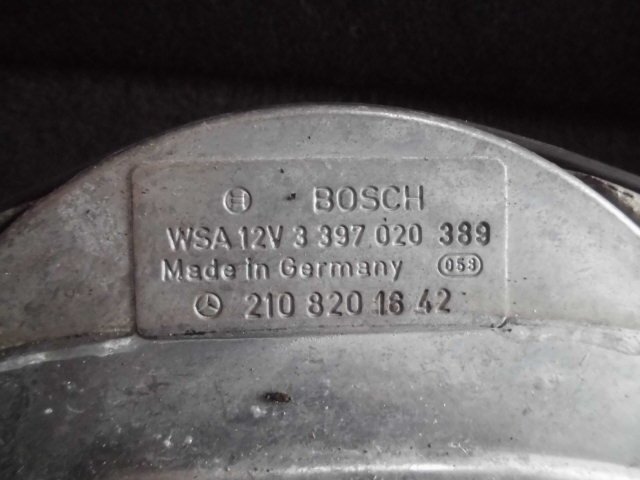 BOSCH
WSA 12V 3 397 020 389
Made in Germany 053
210 820 16 42